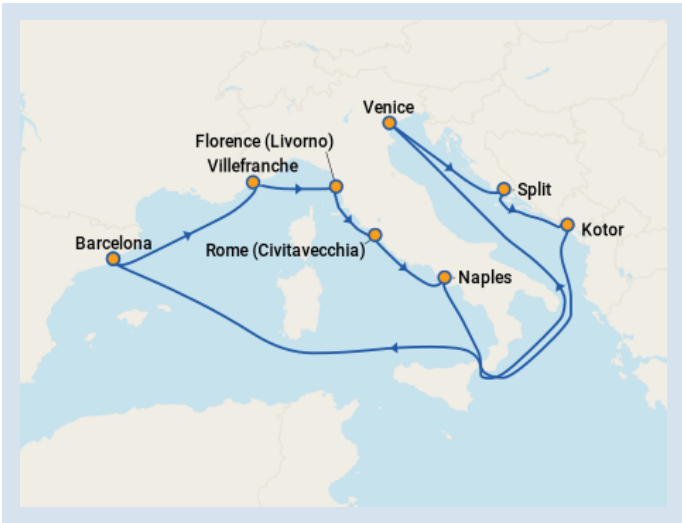 Venice
Florence (Livorno)
Villefranche
Split
Barcelona
Kotor
Rome (Civitavecchia)
Naples